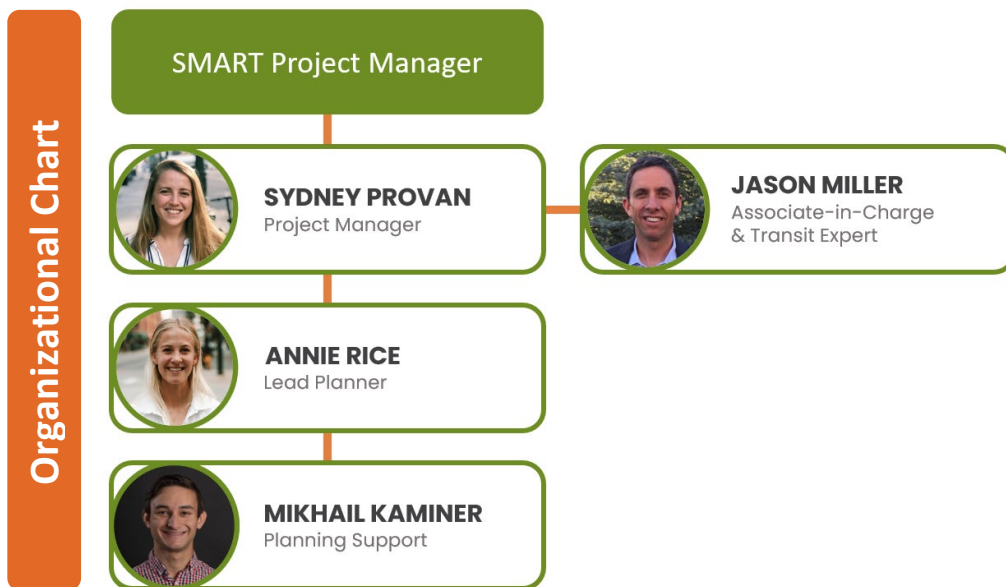 Organizational Chart
SMART Project Manager
SYDNEY PROVAN
Project Manager
JASON MILLER
Associate-in-Charge
& Transit Expert
ANNIE RICE
Lead Planner
MIKHAIL KAMINER
Planning Support